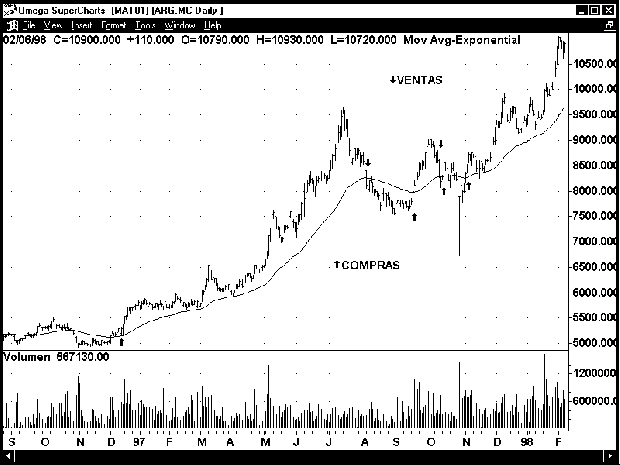 Omega SuperCharts - [MAT01] [ARG.MC Daily]
File View Insert Format Tools Window Help
02/06/98 C=10900.000 +110.000 O=10790.000 H=10930.000 L=10720.000 Mov Avg-Exponential
10500.000
↓VENTAS
10000.000
9500.000
9000.000
8500.000
8000.000
7500.000
7000.000
6500.000
↑COMPRAS
6000.000
5500.000
5000.000
Volumen 667130.00
1200000
600000.0
S O N D 97 F M A M J J A S O N D 98 F